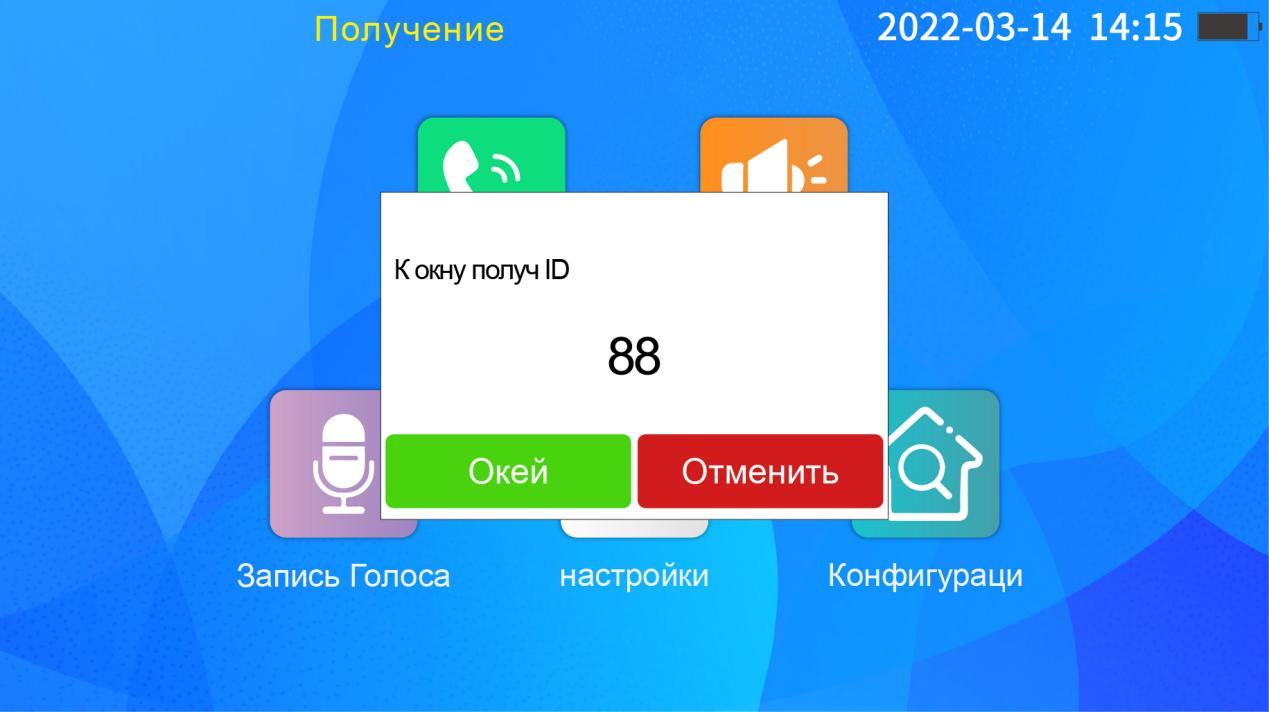 Получение
2022-03-14 14:15
К окну получ ID
88
Окей
Отменить
Запись Голоса
настройки
Конфигураци